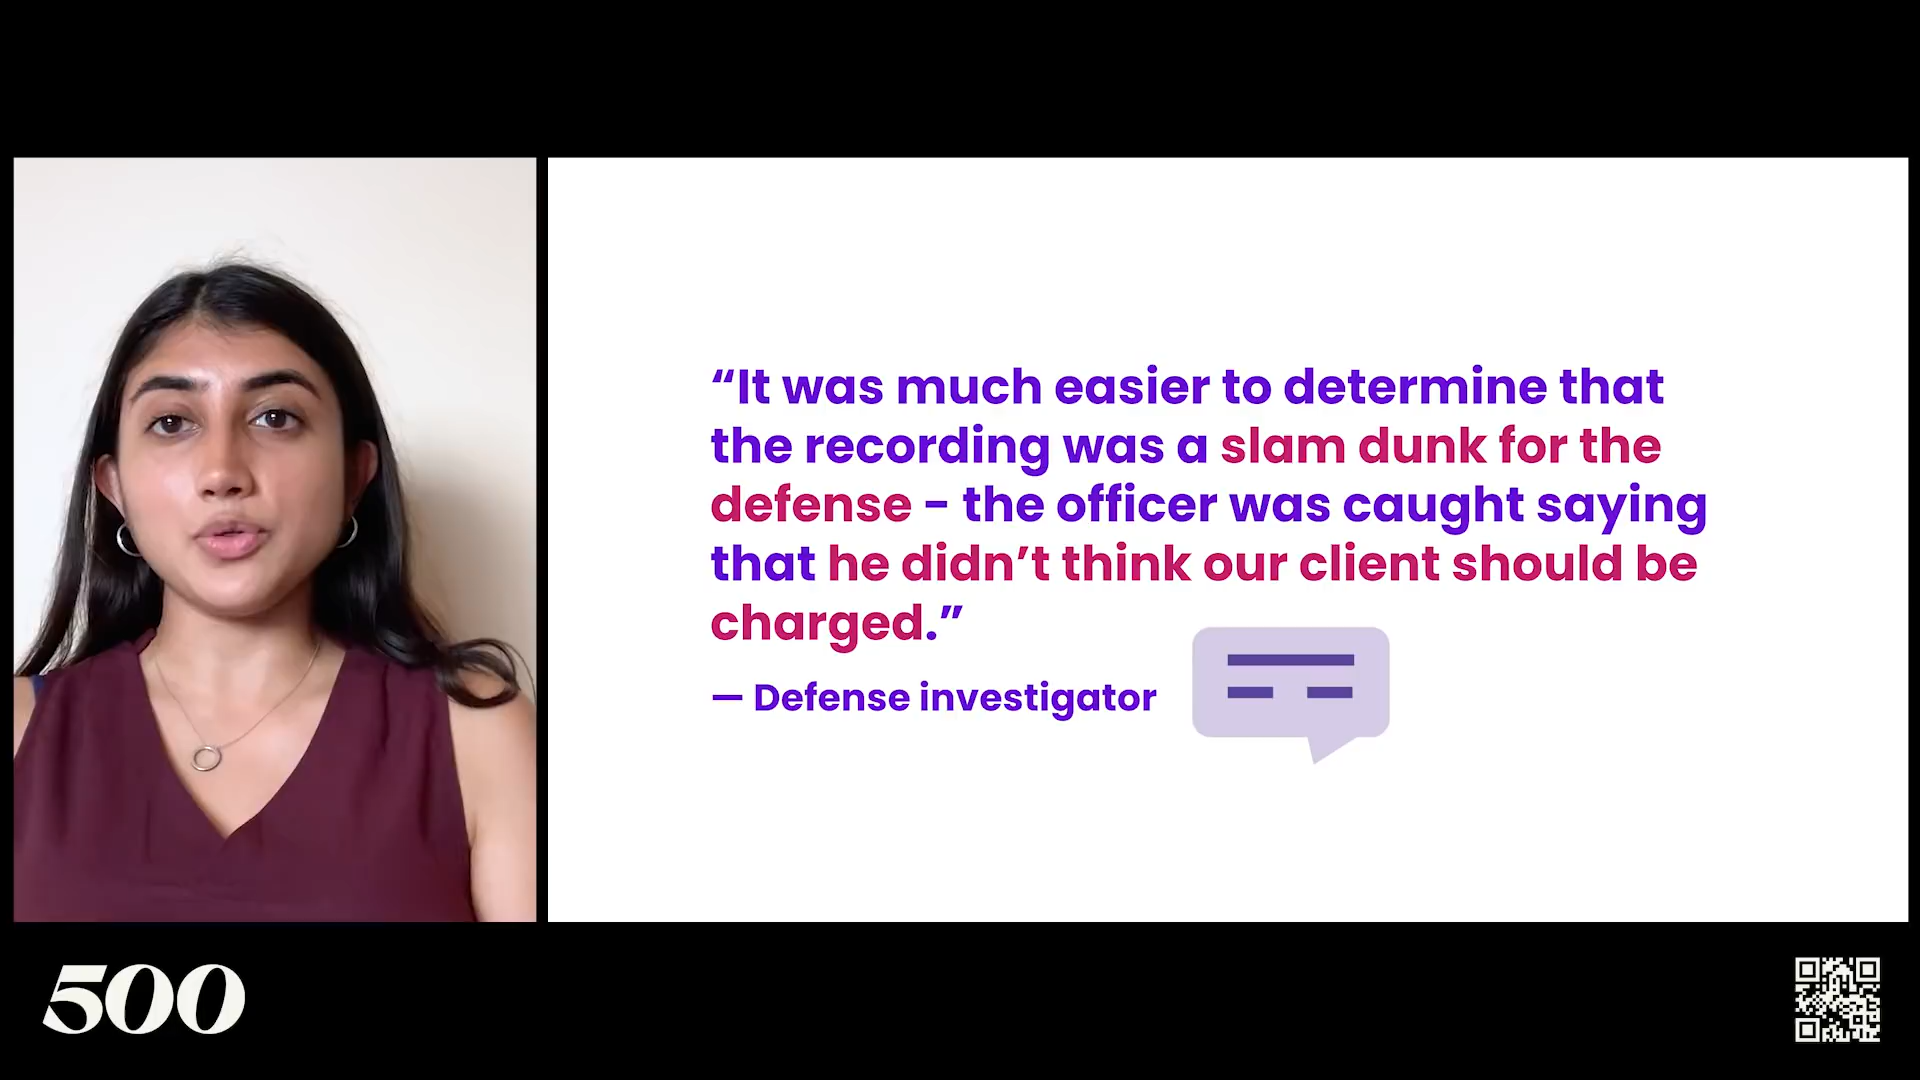 “It was much easier to determine that
the recording was a slam dunk for the
defense – the officer was caught saying
that he didn’t think our client should be
charged.”
— Defense investigator
500